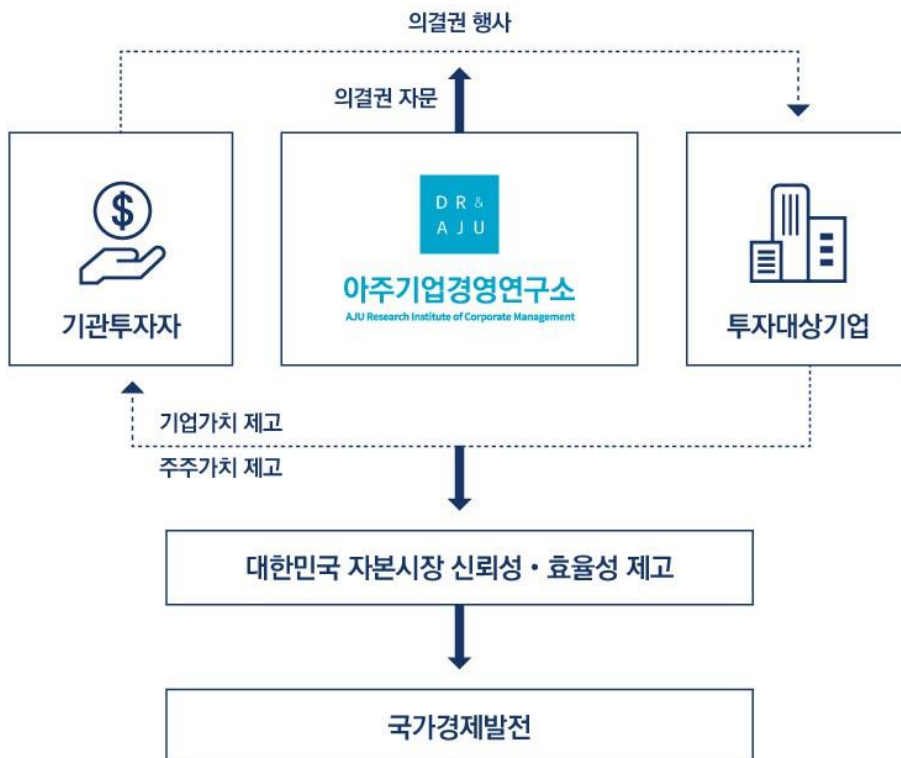 의결권 행사
의결권 자문
$
기관투자자
DR &
AJU
아주기업경영연구소
AJU Research Institute of Corporate Management
투자대상기업
기업가치 제고
주주가치 제고
대한민국 자본시장 신뢰성 • 효율성 제고
국가경제발전